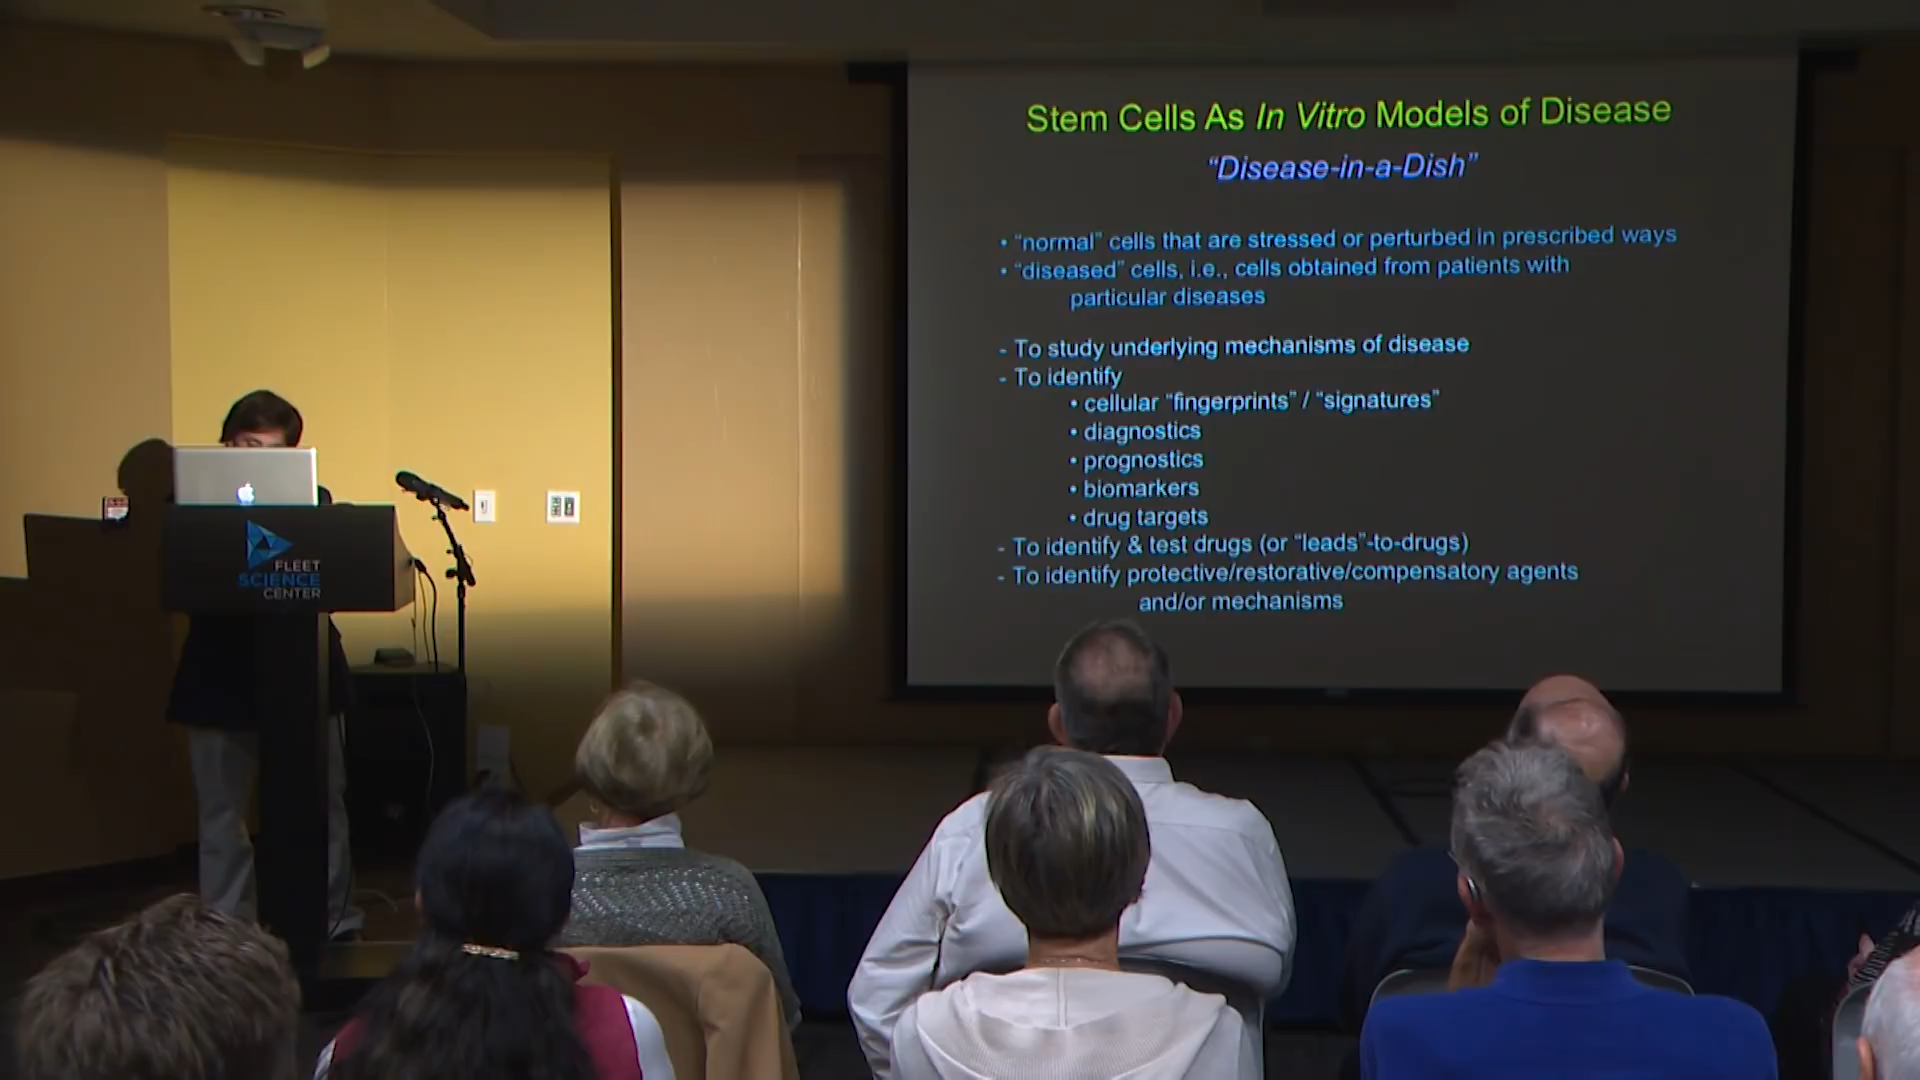 Stem Cells As In Vitro Models of Disease
“Disease-in-a-Dish”
• “normal” cells that are stressed or perturbed in prescribed ways
• “diseased” cells, i.e., cells obtained from patients with
particular diseases
- To study underlying mechanisms of disease
- To identify
• cellular “fingerprints” / “signatures”
• diagnostics
• prognostics
• biomarkers
• drug targets
- To identify & test drugs (or “leads”-to-drugs)
- To identify protective/restorative/compensatory agents
and/or mechanisms
FLEET
SCIENCE
CENTER